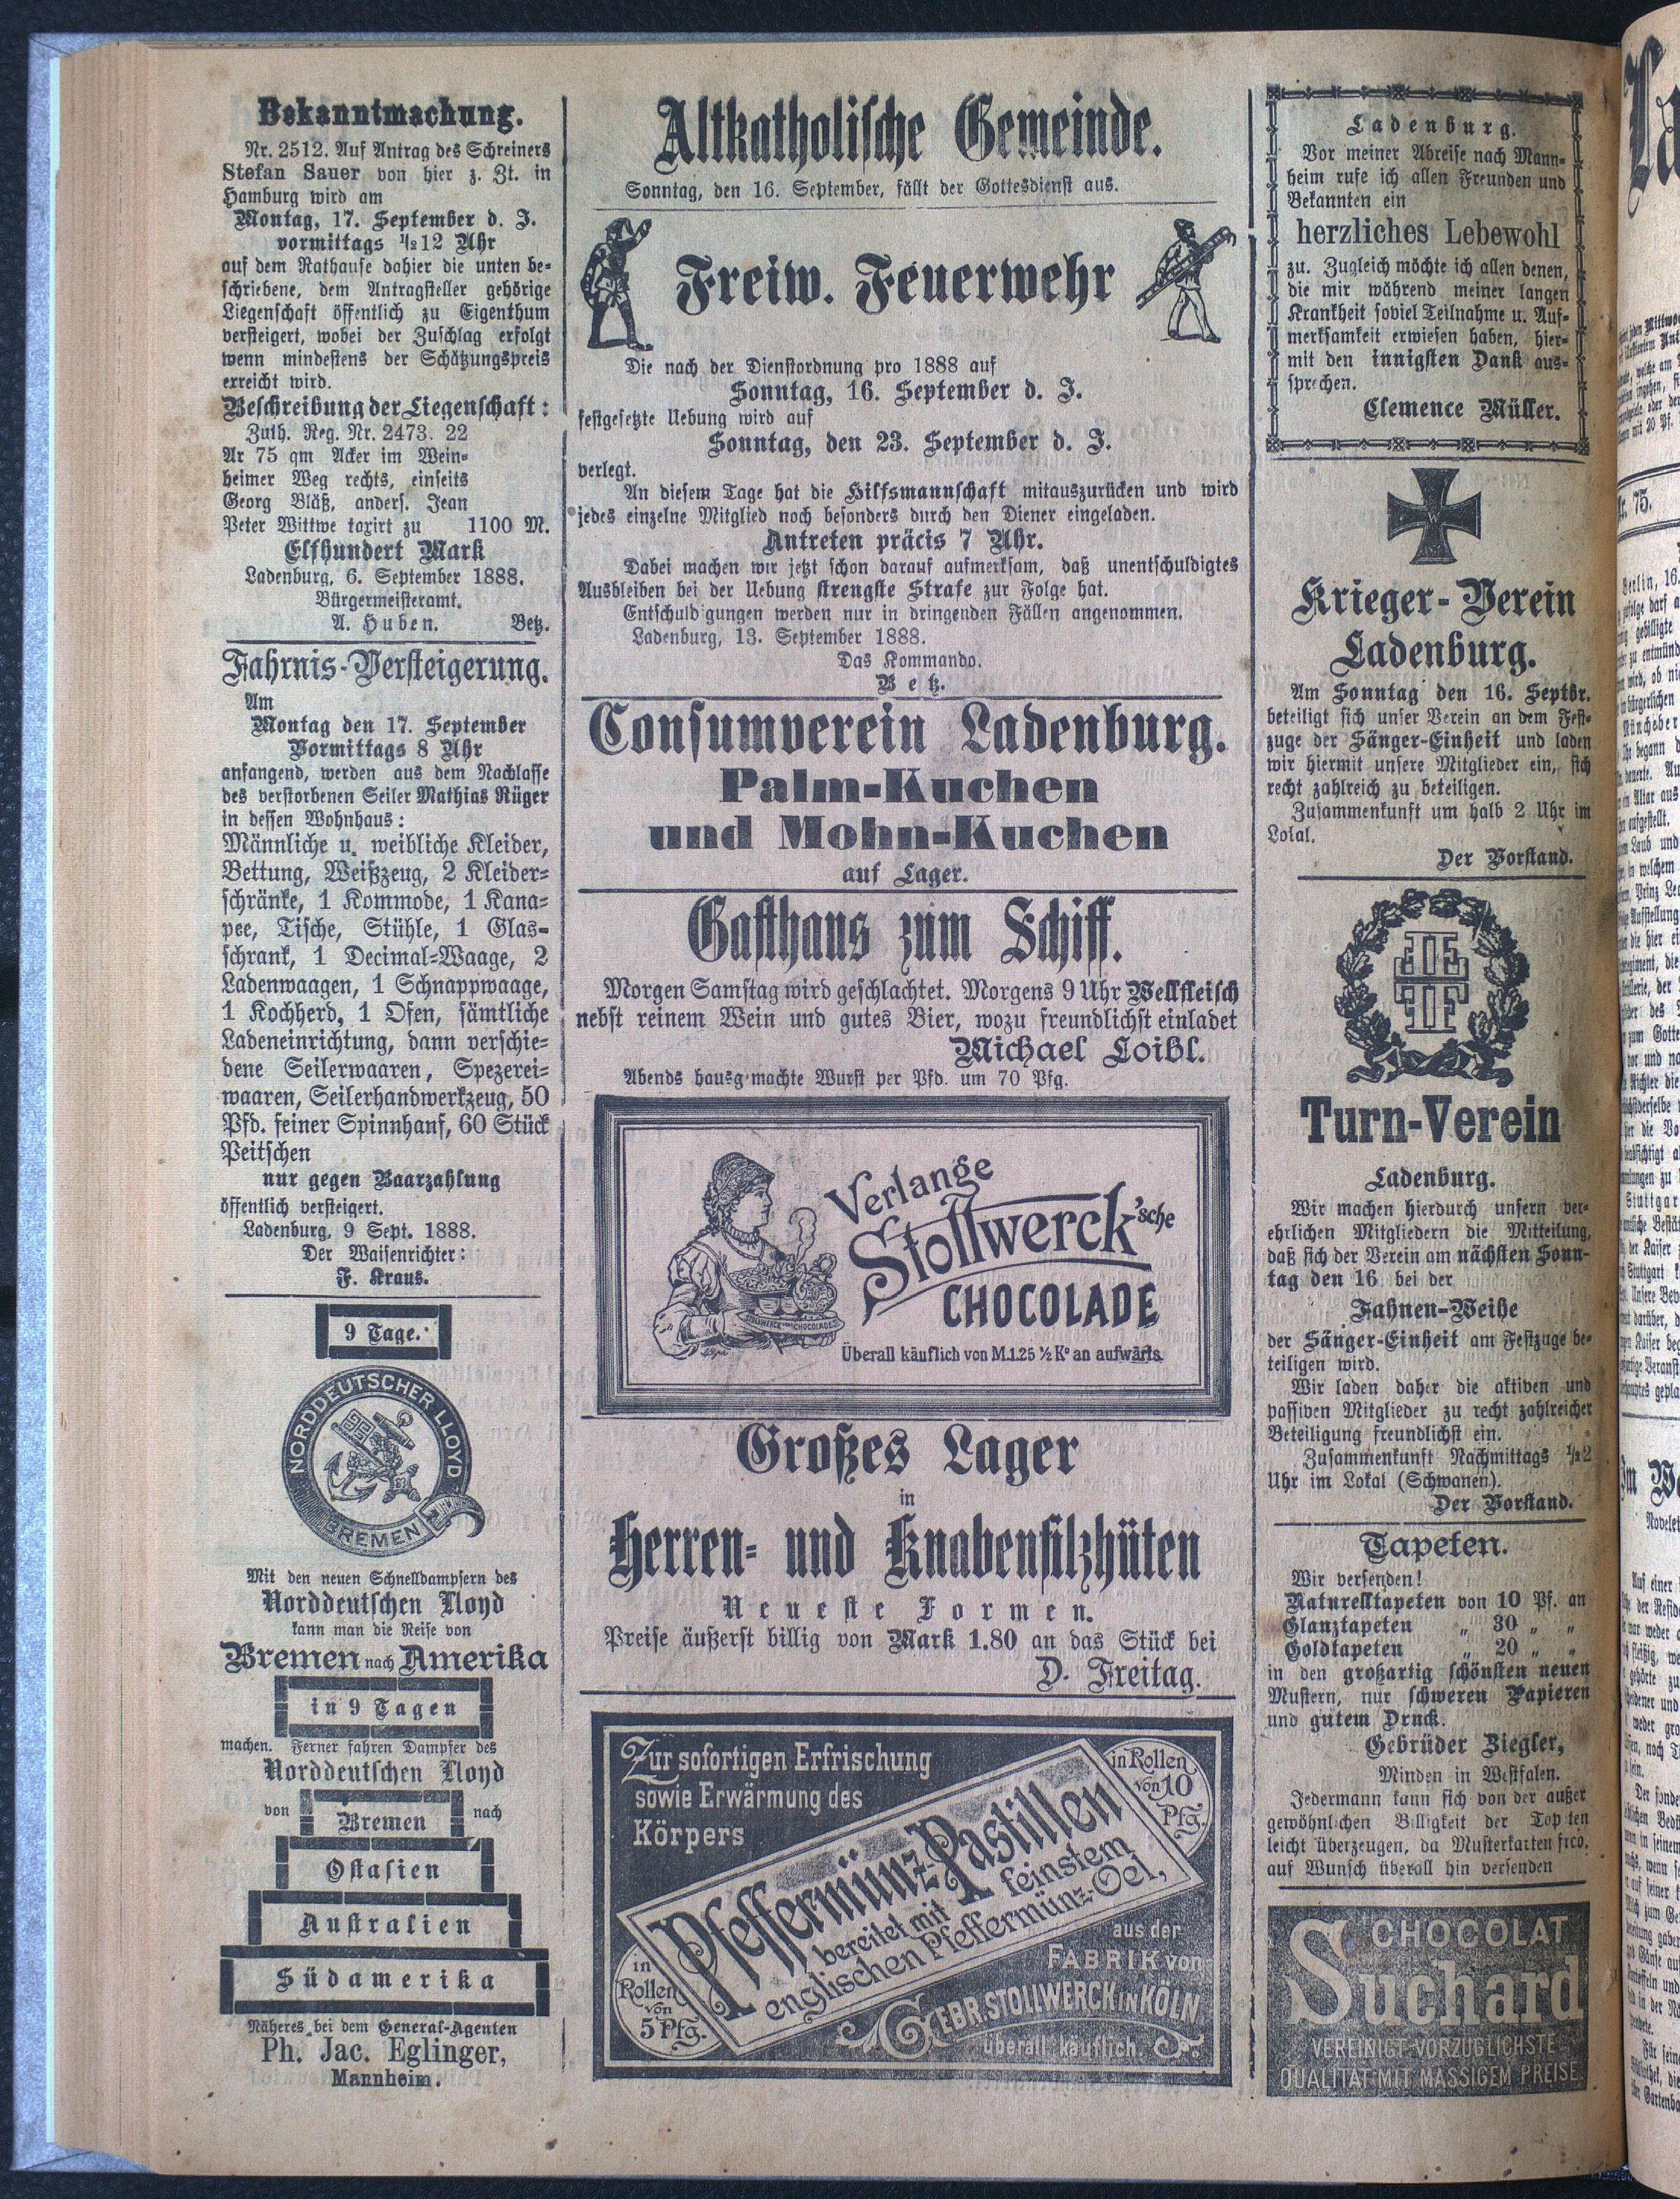 Bekanntmachung.
Nr. 2512. Auf Antrag des Schreiners
Stefan Sauer von hier z. Zt. in
Hamburg wird am
Montag, 17. September d. J.
vormittags ½12 Uhr
auf dem Rathause dahier die unten be-
schriebene, dem Antragsteller gehörige
Liegenschaft öffentlich zu Eigenthum
versteigert, wobei der Zuschlag erfolgt
wenn mindestens der Schätzungspreis
erreicht wird.
Beschreibung der Liegenschaft:
Zuth. Reg. Nr. 2473. 22
Ar 75 qm Acker im Wein-
heimer Weg rechts, einseits
Georg Bläß, anders. Jean
Peter Wittwe taxirt zu 1100 M.
Elfhundert Mark
Ladenburg, 6. September 1888.
Bürgermeisteramt.
A. Huben. Betz.
Fahrnis-Versteigerung.
Am
Montag den 17. September
Vormittags 8 Uhr
anfangend, werden aus dem Nachlasse
des verstorbenen Seiler Mathias Rüger
in dessen Wohnhaus:
Männliche u. weibliche Kleider,
Bettung, Weißzeug, 2 Kleider-
schränke, 1 Kommode, 1 Kana-
pee, Tische, Stühle, 1 Glas-
schrank, 1 Decimal-Waage, 2
Ladenwaagen, 1 Schnappwaage,
1 Kochherd, 1 Ofen, sämtliche
Ladeneinrichtung, dann verschie-
dene Seilerwaaren, Spezerei-
waaren, Seilerhandwerkzeug, 50
Pfd. feiner Spinnhanf, 60 Stück
Peitschen
nur gegen Baarzahlung
öffentlich versteigert.
Ladenburg, 9 Sept. 1888.
Der Waisenrichter:
F. Kraus.
9 Tage.
NORDDEUTSCHER LLOYD
BREMEN
Mit den neuen Schnelldampfern des
Norddeutschen Lloyd
kann man die Reise von
Bremen nach Amerika
in 9 Tagen
machen. Ferner fahren Dampfer des
Norddeutschen Lloyd
von Bremen nach
Ostasien
Australien
Südamerika
Näheres bei dem General-Agenten
Ph. Jac. Eglinger,
Mannheim.
Altkatholische Gemeinde.
Sonntag, den 16. September, fällt der Gottesdienst aus.
Freiw. Feuerwehr
Die nach der Dienstordnung pro 1888 auf
Sonntag, 16. September d. J.
festgesetzte Uebung wird auf
Sonntag, den 23. September d. J.
verlegt.
An diesem Tage hat die Hilfsmannschaft mitauszurücken und wird
jedes einzelne Mitglied noch besonders durch den Diener eingeladen.
Antreten präcis 7 Uhr.
Dabei machen wir jetzt schon darauf aufmerksam, daß unentschuldigtes
Ausbleiben bei der Uebung strengste Strafe zur Folge hat.
Entschuldigungen werden nur in dringenden Fällen angenommen.
Ladenburg, 13. September 1888.
Das Kommando.
Betz.
Consumverein Ladenburg.
Palm-Kuchen
und Mohn-Kuchen
auf Lager.
Gasthaus zum Schiff.
Morgen Samstag wird geschlachtet. Morgens 9 Uhr Wellfleisch
nebst reinem Wein und gutes Bier, wozu freundlichst einladet
Michael Loibl.
Abends hausgmachte Wurst per Pfd. um 70 Pfg.
Verlange
Stollwerck'sche
CHOCOLADE
Überall käuflich von M.1.25 ½ Ko an aufwärts
Großes Lager
in
Herren- und Knabenfilzhüten
Neueste Formen.
Preise äußerst billig von Mark 1.80 an das Stück bei
D. Freitag.
Zur sofortigen Erfrischung
sowie Erwärmung des
Körpers
in Rollen
von 10
Pfg.
Pfeffermünz-Pastillen
bereitet mit feinstem
englischen Pfeffermünz-Oel,
in
Rollen
von
5 Pfg.
aus der
FABRIK von
GEBR. STOLLWERCK IN KÖLN
überall käuflich.
Ladenburg.
Vor meiner Abreise nach Mann-
heim rufe ich allen Freunden und
Bekannten ein
herzliches Lebewohl
zu. Zugleich möchte ich allen denen,
die mir während meiner langen
Krankheit soviel Teilnahme u. Auf-
merksamkeit erwiesen haben, hier-
mit den innigsten Dank aus-
sprechen.
Clemence Müller.
W
Krieger-Verein
Ladenburg.
Am Sonntag den 16. Septbr.
beteiligt sich unser Verein an dem Fest-
zuge der Sänger-Einheit und laden
wir hiermit unsere Mitglieder ein, sich
recht zahlreich zu beteiligen.
Zusammenkunft um halb 2 Uhr im
Lokal.
Der Vorstand.
Turn-Verein
Ladenburg.
Wir machen hierdurch unsern ver-
ehrlichen Mitgliedern die Mitteilung,
daß sich der Verein am nächsten Sonn-
tag den 16 bei der
Fahnen-Weihe
der Sänger-Einheit am Festzuge be-
teiligen wird.
Wir laden daher die aktiven und
passiven Mitglieder zu recht zahlreicher
Beteiligung freundlichst ein.
Zusammenkunft Nachmittags ½2
Uhr im Lokal (Schwanen).
Der Vorstand.
Tapeten.
Wir versenden!
Naturelltapeten von 10 Pf. an
Glanztapeten „ 30 „ „
Goldtapeten „ 20 „ „
in den großartig schönsten neuen
Mustern, nur schweren Papieren
und gutem Druck.
Gebrüder Ziegler,
Minden in Westfalen.
Jedermann kann sich von der außer
gewöhnlichen Billigkeit der Tapeten
leicht überzeugen, da Musterkarten frco.
auf Wunsch überall hin versenden
CHOCOLAT
Suchard
VEREINIGT VORZÜGLICHSTE
QUALITÄT MIT MÄSSIGEM PREISE